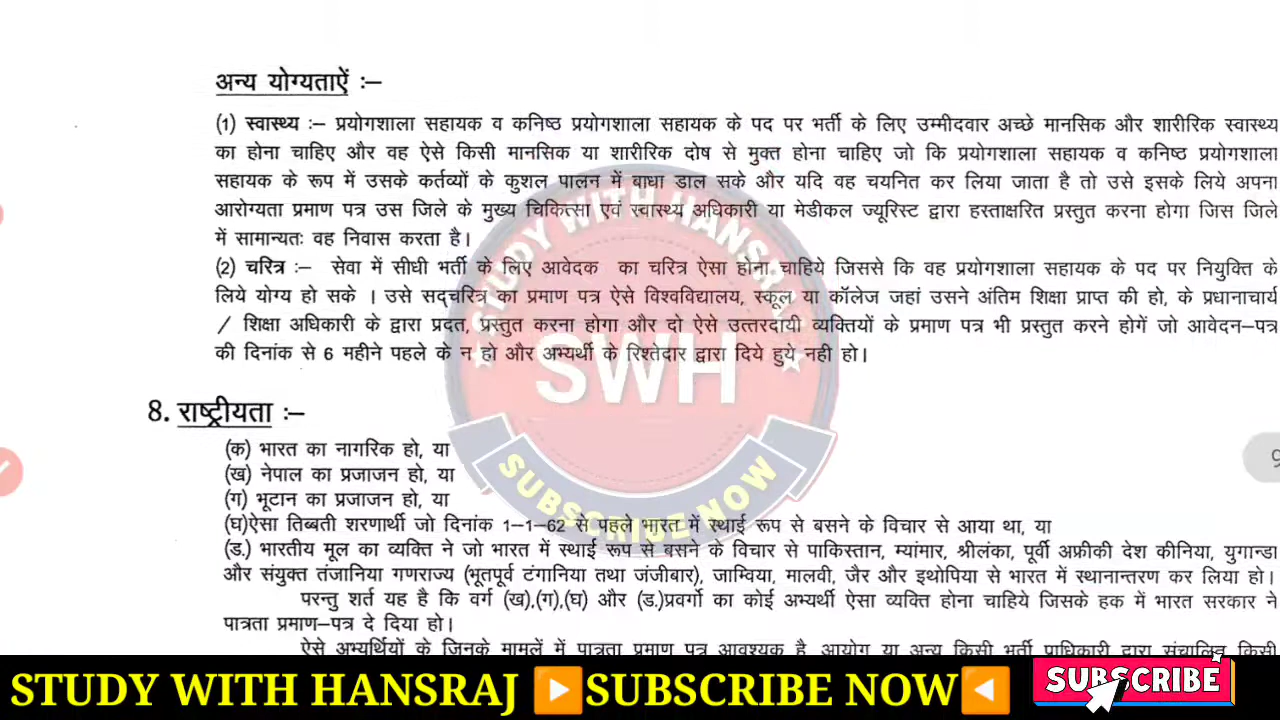 अन्य योग्यताऐं :–
(1) स्वास्थ्य :– प्रयोगशाला सहायक व कनिष्ठ प्रयोगशाला सहायक के पद पर भर्ती के लिए उम्मीदवार अच्छे मानसिक और शारीरिक स्वास्थ्य
का होना चाहिए और वह ऐसे किसी मानसिक या शारीरिक दोष से मुक्त होना चाहिए जो कि प्रयोगशाला सहायक व कनिष्ठ प्रयोगशाला
सहायक के रूप में उसके कर्तव्यों के कुशल पालन में बाधा डाल सके और यदि वह चयनित कर लिया जाता है तो उसे इसके लिये अपना
आरोग्यता प्रमाण पत्र उस जिले के मुख्य चिकित्सा एवं स्वास्थ्य अधिकारी या मेडीकल ज्यूरिस्ट द्वारा हस्ताक्षरित प्रस्तुत करना होगा जिस जिले
में सामान्यतः वह निवास करता है।
(2) चरित्र :– सेवा में सीधी भर्ती के लिए आवेदक का चरित्र ऐसा होना चाहिये जिससे कि वह प्रयोगशाला सहायक के पद पर नियुक्ति के
लिये योग्य हो सके । उसे सद्चरित्र का प्रमाण पत्र ऐसे विश्वविद्यालय, स्कूल या कॉलेज जहां उसने अंतिम शिक्षा प्राप्त की हो, के प्रधानाचार्य
/ शिक्षा अधिकारी के द्वारा प्रदत, प्रस्तुत करना होगा और दो ऐसे उत्तरदायी व्यक्तियों के प्रमाण पत्र भी प्रस्तुत करने होगें जो आवेदन–पत्र
की दिनांक से 6 महीने पहले के न हो और अभ्यर्थी के रिश्तेदार द्वारा दिये हुये नही हो।
8. राष्ट्रीयता :–
(क) भारत का नागरिक हो, या
(ख) नेपाल का प्रजाजन हो, या
(ग) भूटान का प्रजाजन हो, या
(घ)ऐसा तिब्बती शरणार्थी जो दिनांक 1–1–62 से पहले भारत में स्थाई रूप से बसने के विचार से आया था, या
(ड.) भारतीय मूल का व्यक्ति ने जो भारत में स्थाई रूप से बसने के विचार से पाकिस्तान, म्यांमार, श्रीलंका, पूर्वी अफ्रीकी देश कीनिया, युगान्डा
और संयुक्त तंजानिया गणराज्य (भूतपूर्व टंगानिया तथा जंजीबार), जाम्विया, मालवी, जैर और इथोपिया से भारत में स्थानान्तरण कर लिया हो।
परन्तु शर्त यह है कि वर्ग (ख),(ग),(घ) और (ड.)प्रवर्गो का कोई अभ्यर्थी ऐसा व्यक्ति होना चाहिये जिसके हक में भारत सरकार ने
पात्रता प्रमाण–पत्र दे दिया हो।
ऐसे अभ्यर्थियों के जिनके मामलें में पात्रता प्रमाण पत्र आवश्यक है, आयोग या अन्य किसी भर्ती प्राधिकारी द्वारा संचालित किसी
STUDY WITH HANSRAJ
SWH
SUBSCRIBE NOW
9
STUDY WITH HANSRAJ ▶ SUBSCRIBE NOW ◀ SUBSCRIBE